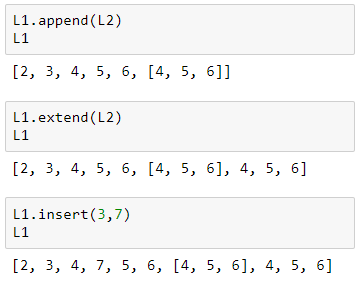 L1.append(L2)
L1
[2, 3, 4, 5, 6, [4, 5, 6]]
L1.extend(L2)
L1
[2, 3, 4, 5, 6, [4, 5, 6], 4, 5, 6]
L1.insert(3,7)
L1
[2, 3, 4, 7, 5, 6, [4, 5, 6], 4, 5, 6]